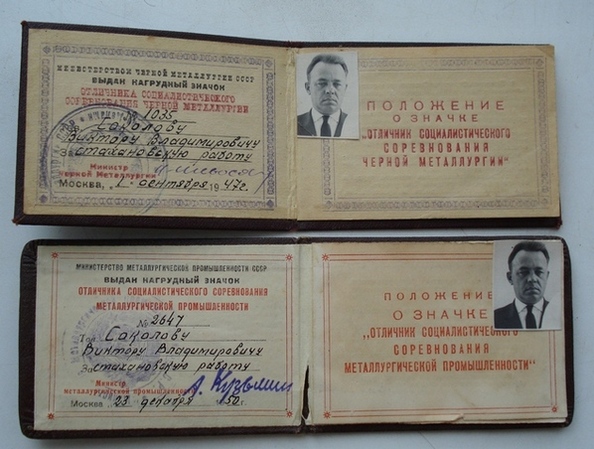 МИНИСТЕРСТВОМ ЧЕРНОЙ МЕТАЛЛУРГИИ СССР
ВЫДАН НАГРУДНЫЙ ЗНАЧОК
ОТЛИЧНИКА СОЦИАЛИСТИЧЕСКОГО
СОРЕВНОВАНИЯ ЧЕРНОЙ МЕТАЛЛУРГИИ
1035
Соколову
Виктору Владимировичу
За стахановскую работу
Министр
черной Металлургии
Москва, „1" сентября 1947г.
ПОЛОЖЕНИЕ
О ЗНАЧКЕ
"ОТЛИЧНИК СОЦИАЛИСТИЧЕСКОГО
СОРЕВНОВАНИЯ
ЧЕРНОЙ МЕТАЛЛУРГИИ"
МИНИСТЕРСТВО МЕТАЛЛУРГИЧЕСКОЙ ПРОМЫШЛЕННОСТИ СССР
ВЫДАН НАГРУДНЫЙ ЗНАЧОК
ОТЛИЧНИКА СОЦИАЛИСТИЧЕСКОГО СОРЕВНОВАНИЯ
МЕТАЛЛУРГИЧЕСКОЙ ПРОМЫШЛЕННОСТИ
№ 2647
Тов. Соколову
Виктору Владимировичу
За стахановскую работу
Министр
металлургической промышленности
Москва „23" декабря 1950г.
ПОЛОЖЕНИЕ
О ЗНАЧКЕ
„ОТЛИЧНИК СОЦИАЛИСТИЧЕСКОГО
СОРЕВНОВАНИЯ
МЕТАЛЛУРГИЧЕСКОЙ ПРОМЫШЛЕННОСТИ"